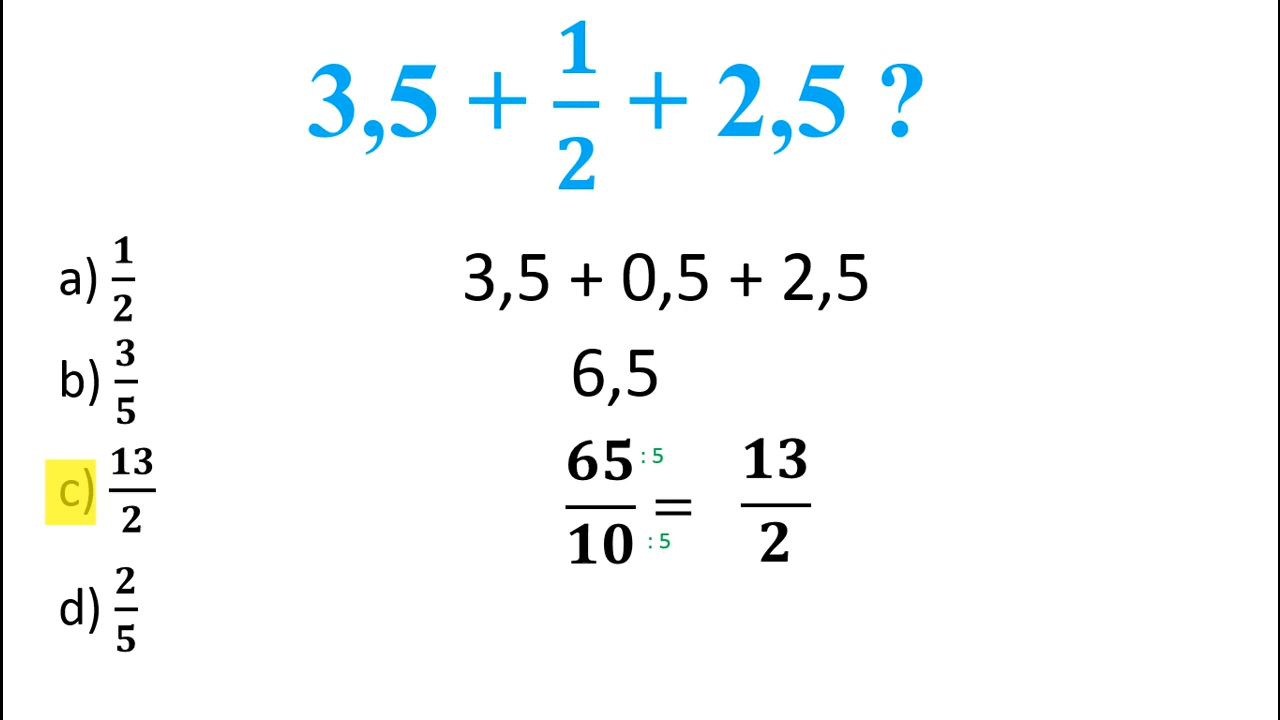 3,5 + 1/2 + 2,5 ?
a) 1/2
b) 3/5
c) 13/2
d) 2/5
3,5 + 0,5 + 2,5
6,5
65 : 5 / 10 : 5 = 13/2